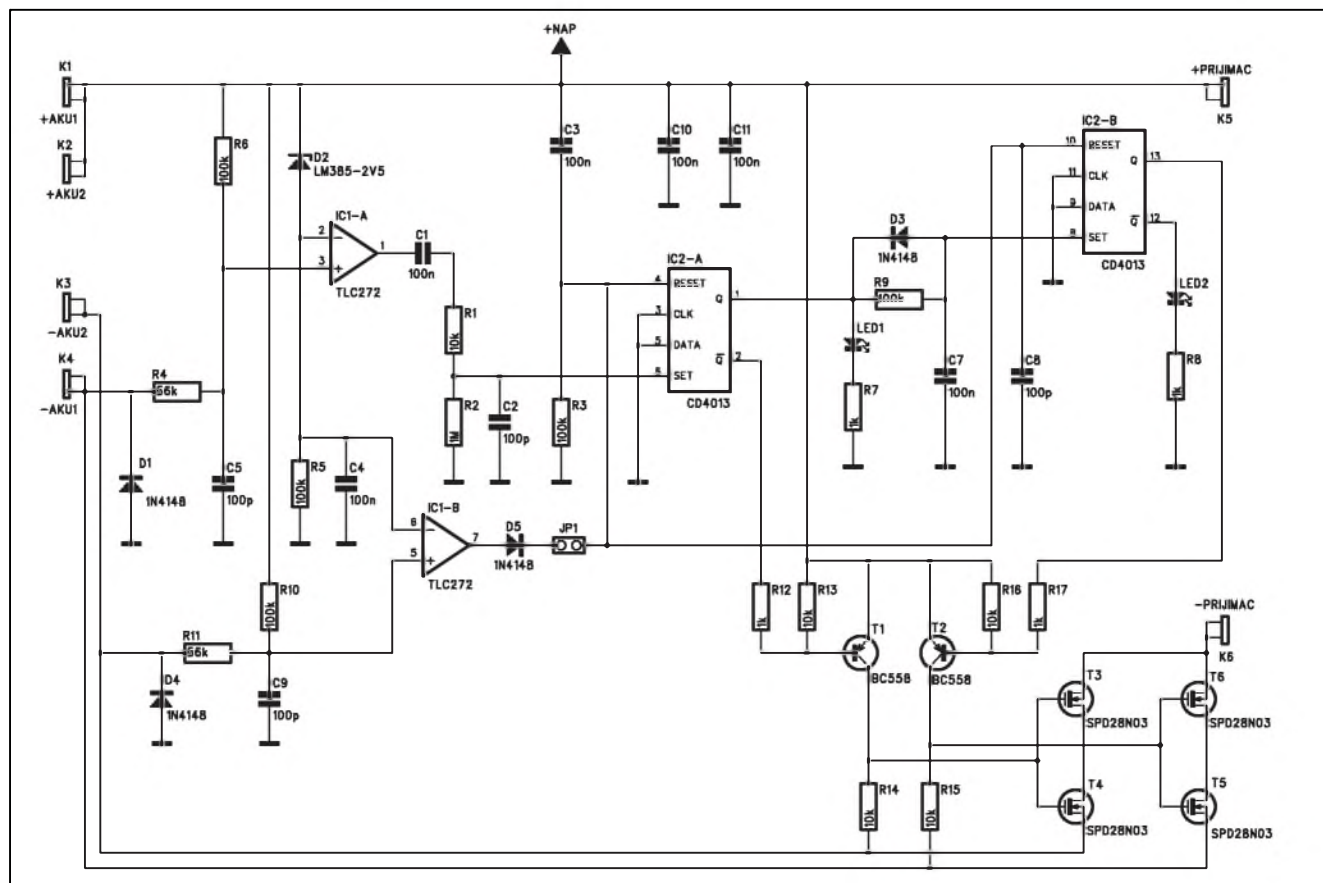 +NAP
K1
+AKU1
K2
+AKU2
K3
-AKU2
K4
-AKU1
+PRIJIMAC
K5
R6
100k
D2
LM385-2V5
C3
100n
C10
100n
C11
100n
IC2-B
10
RESET
Q
13
11
CLK
9
DATA
Q
12
8
SET
CD4013
IC1-A
2
3
1
TLC272
C1
100n
R1
10k
R2
1M
C2
100p
R3
100k
IC2-A
4
RESET
Q
1
3
CLK
5
DATA
Q
2
6
SET
CD4013
D3
1N4148
R9
100k
LED1
R7
1k
C7
100n
C8
100p
LED2
R8
1k
R4
56k
D1
1N4148
C5
100p
R5
100k
C4
100n
IC1-B
6
5
7
TLC272
D5
1N4148
JP1
R10
100k
R11
56k
D4
1N4148
C9
100p
R12
1k
R13
10k
R16
10k
R17
1k
T1
BC558
T2
BC558
-PRIJIMAC
K6
T3
SPD28N03
T6
SPD28N03
T4
SPD28N03
T5
SPD28N03
R14
10k
R15
10k